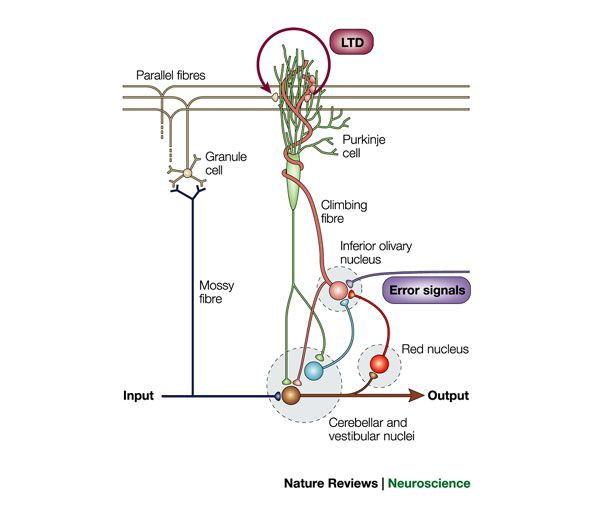 LTD
Parallel fibres
Purkinje
cell
Granule
cell
Climbing
fibre
Inferior olivary
nucleus
Mossy
fibre
Error signals
Red nucleus
Input
Output
Cerebellar and
vestibular nuclei
Nature Reviews | Neuroscience